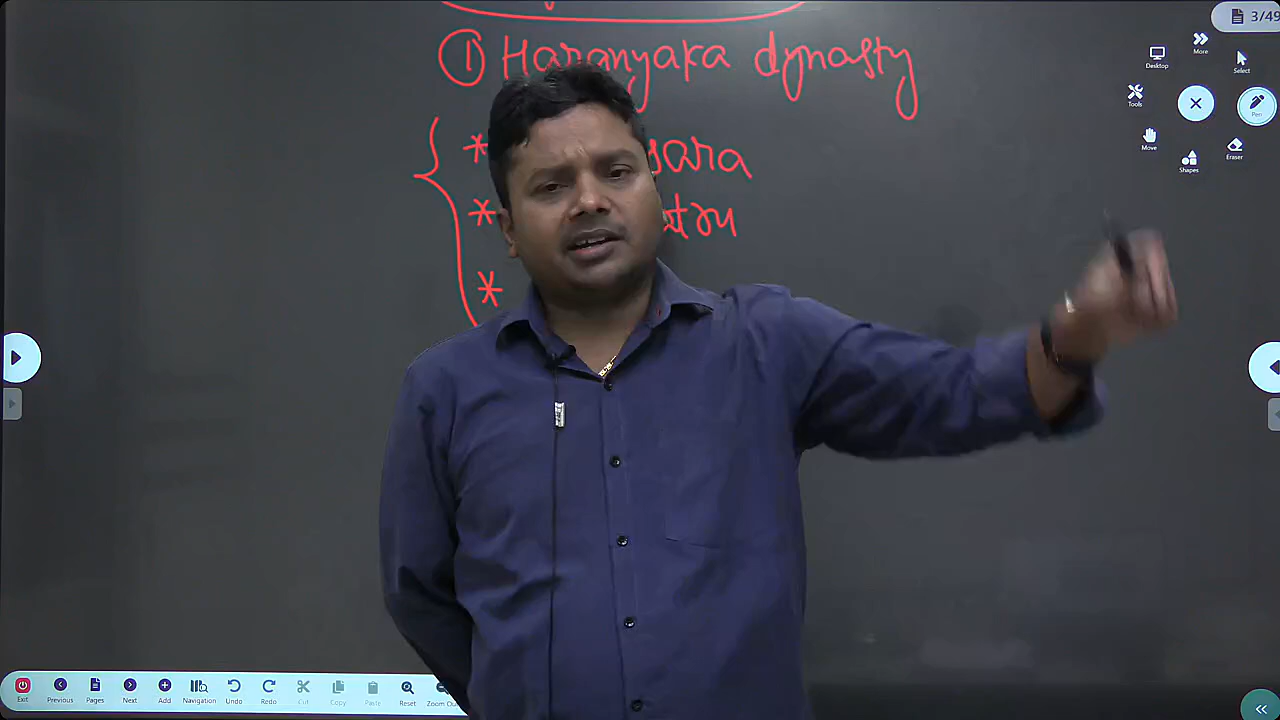 3/49
① Haranyaka dynasty
More
Desktop
Select
Tools
Pen
Move
Eraser
Shapes
*
*
*
Exit
Previous
Pages
Next
Add
Navigation
Undo
Redo
Cut
Copy
Paste
Reset